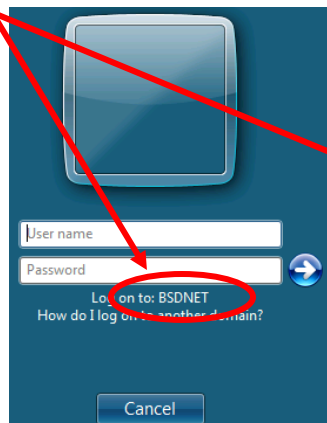 User name
Password
Log on to: BSDNET
How do I log on to another domain?
Cancel